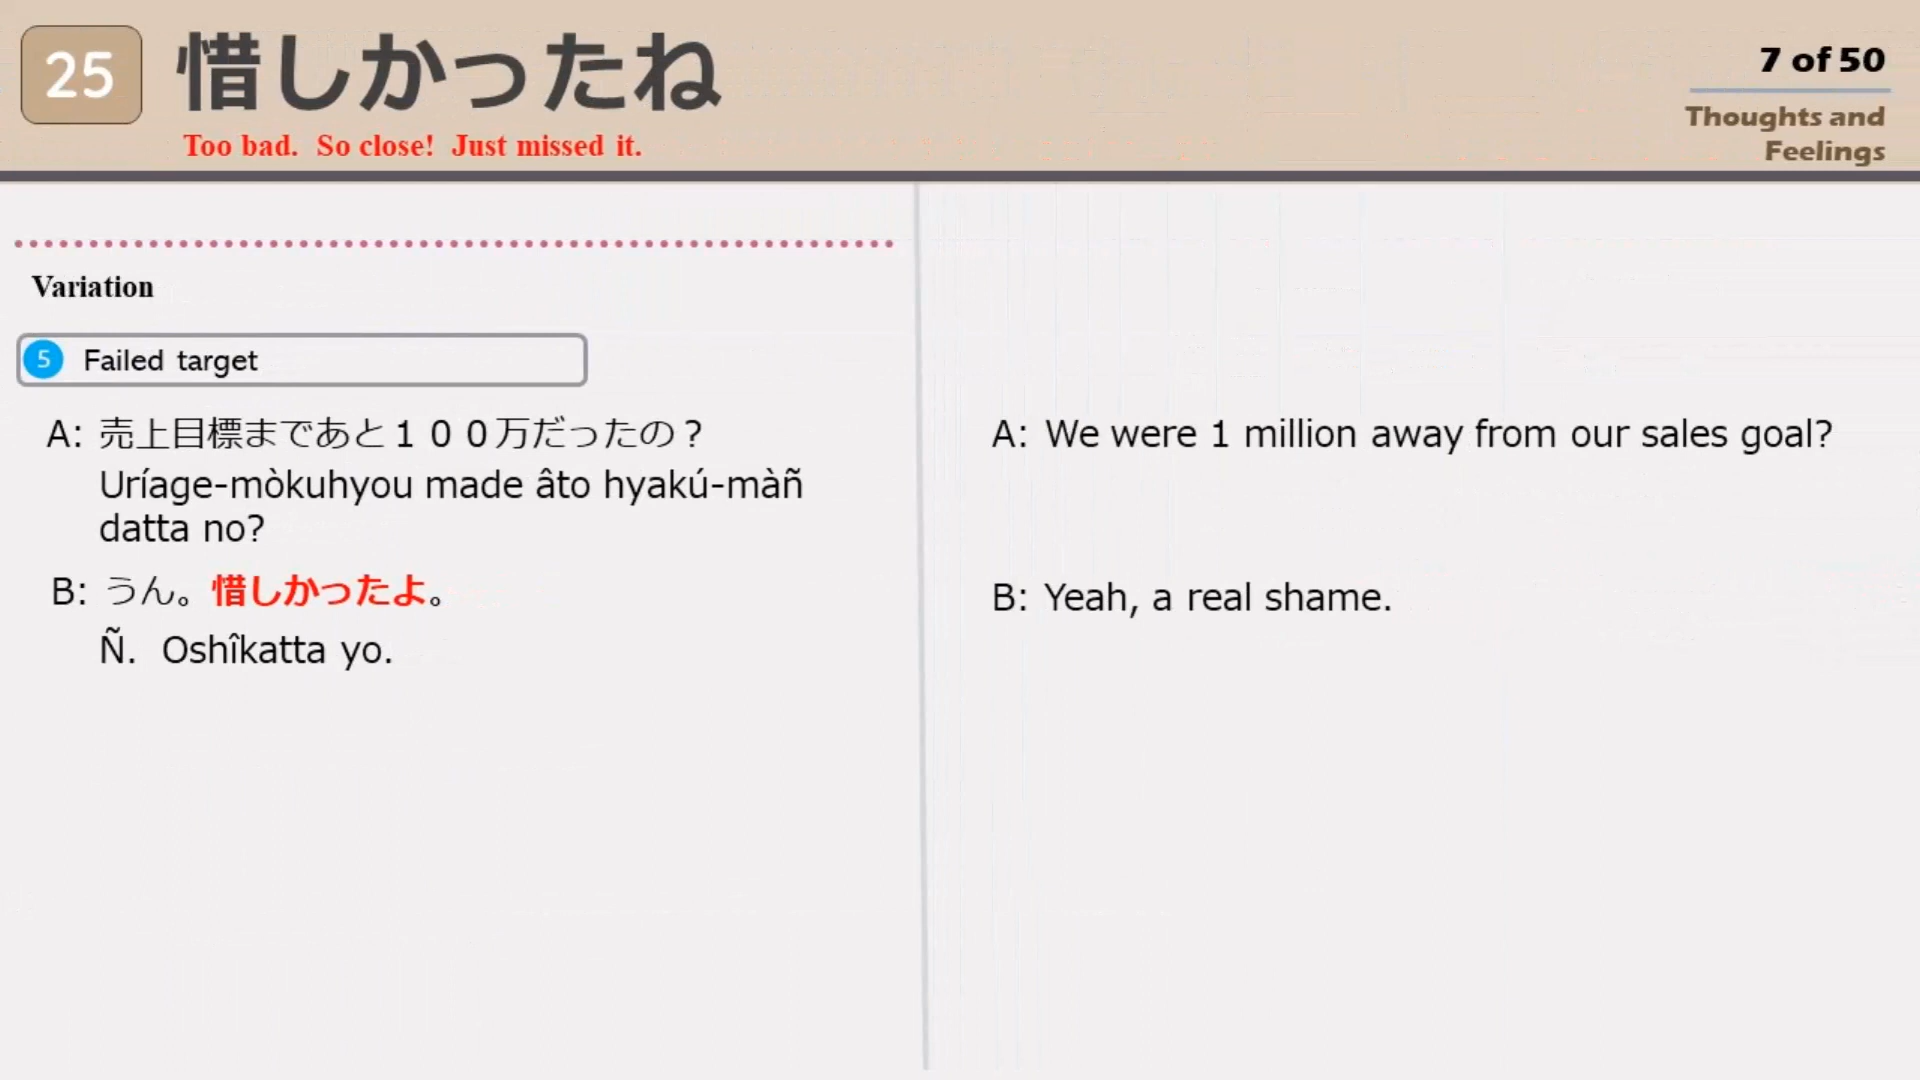 25
惜しかったね
Too bad.  So close!  Just missed it.
7 of 50
Thoughts and
Feelings
Variation
5 Failed target
A: 売上目標まであと１００万だったの？
Uríage-mòkuhyou made âto hyakú-màñ
datta no?
B: うん。惜しかったよ。
Ñ.  Oshîkatta yo.
A: We were 1 million away from our sales goal?
B: Yeah, a real shame.